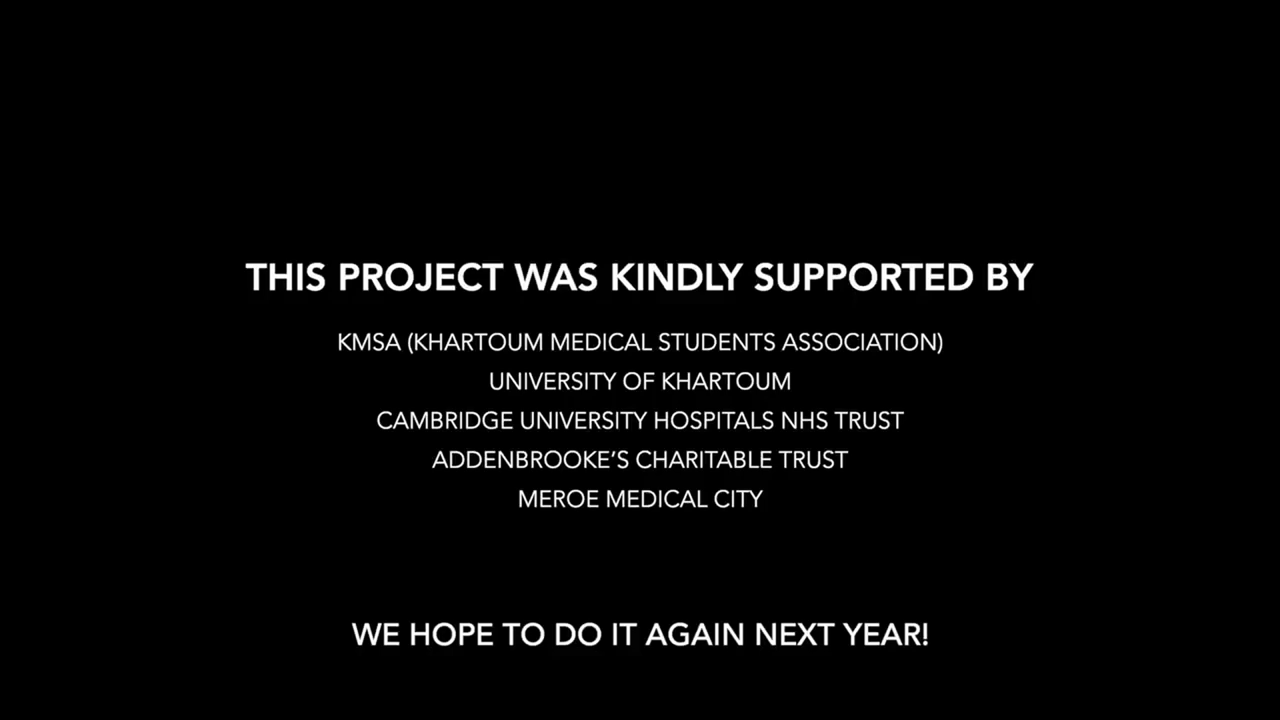 THIS PROJECT WAS KINDLY SUPPORTED BY
KMSA (KHARTOUM MEDICAL STUDENTS ASSOCIATION)
UNIVERSITY OF KHARTOUM
CAMBRIDGE UNIVERSITY HOSPITALS NHS TRUST
ADDENBROOKE’S CHARITABLE TRUST
MEROE MEDICAL CITY
WE HOPE TO DO IT AGAIN NEXT YEAR!